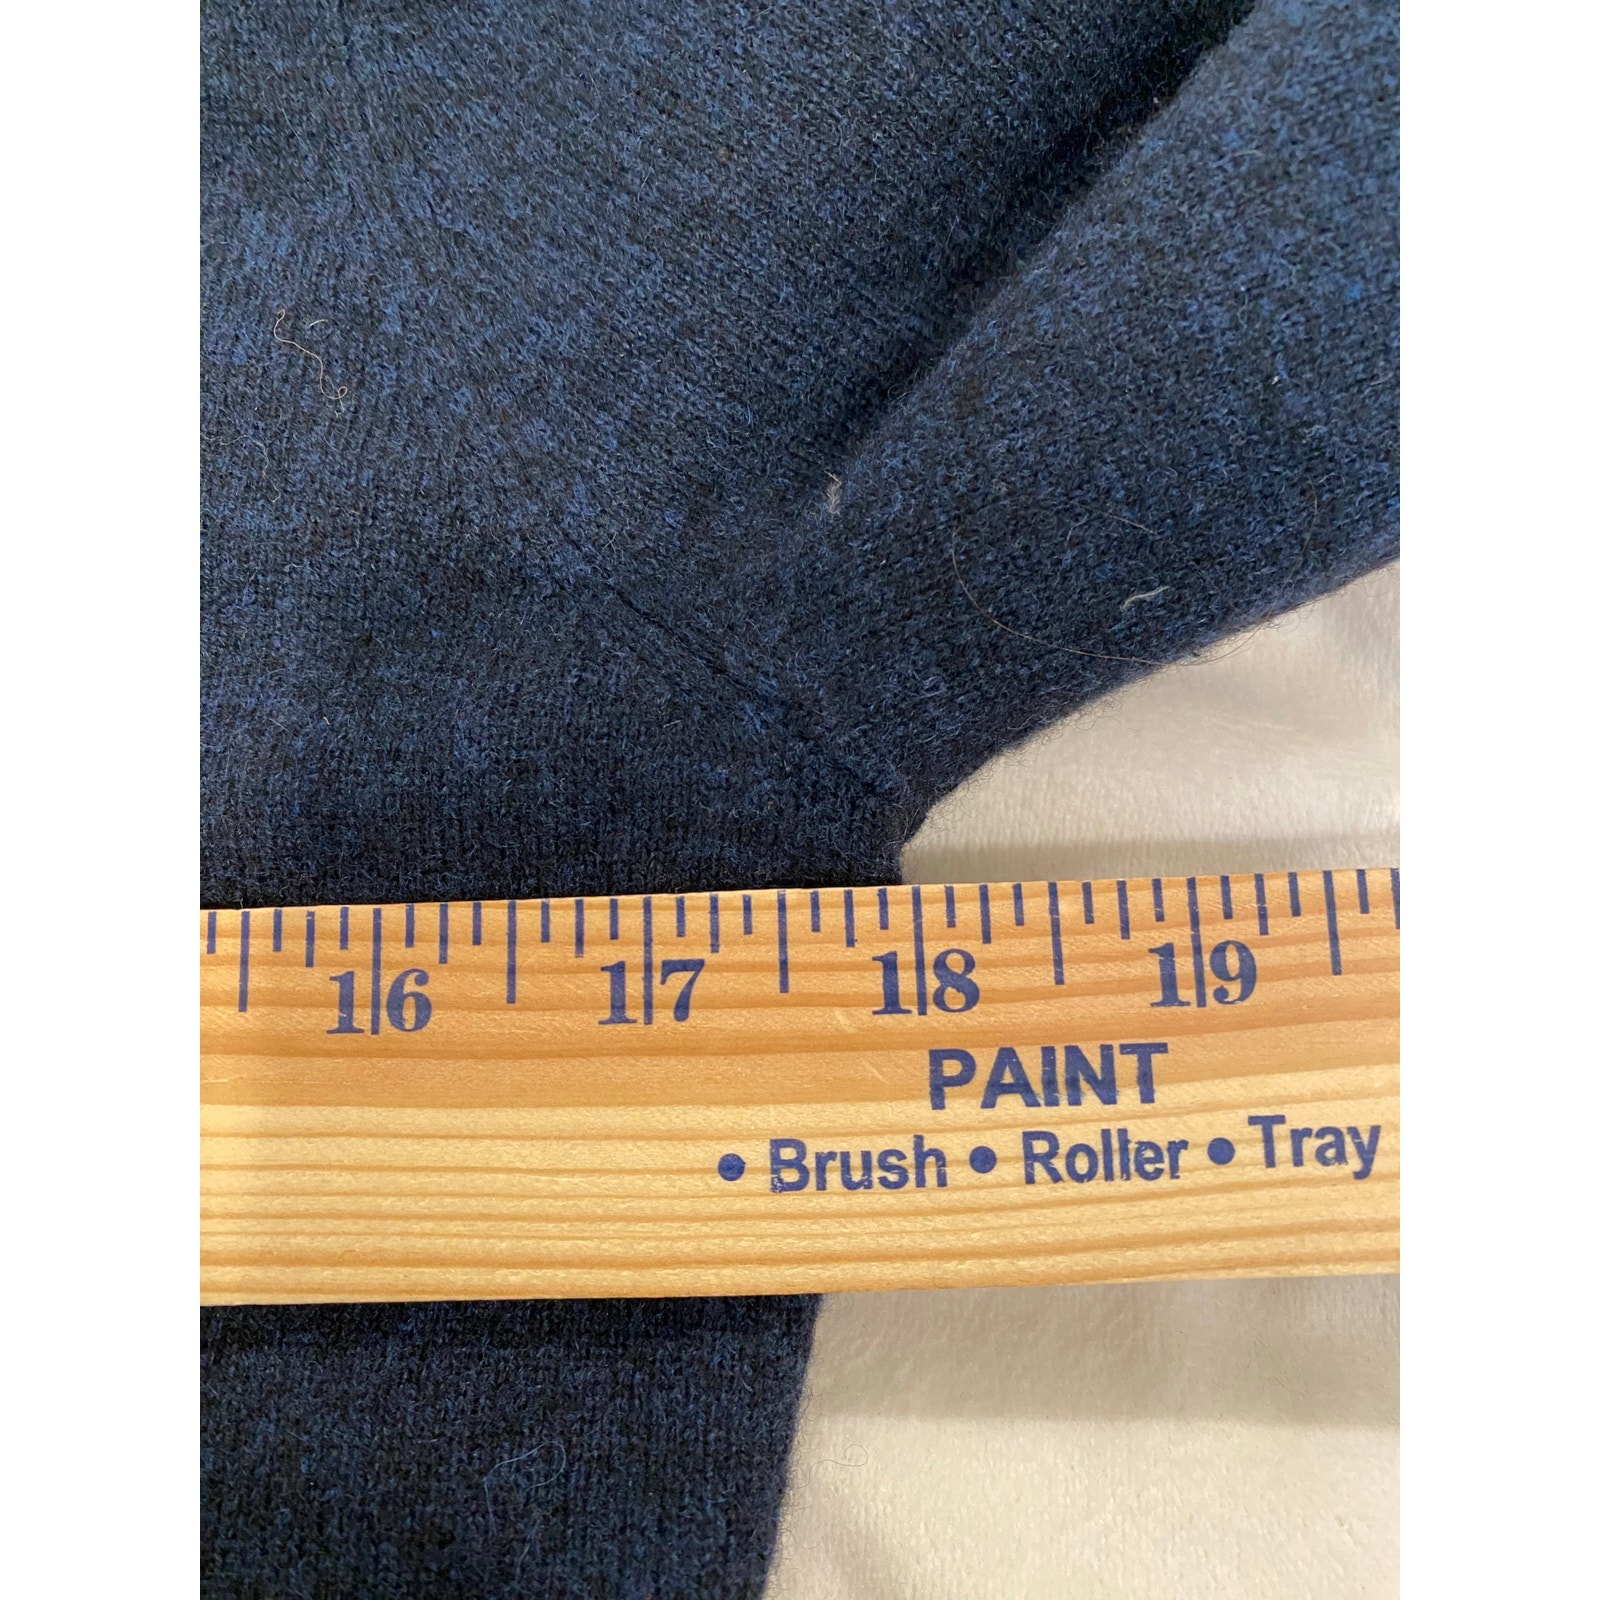 16 17 18 19
PAINT
• Brush • Roller • Tray